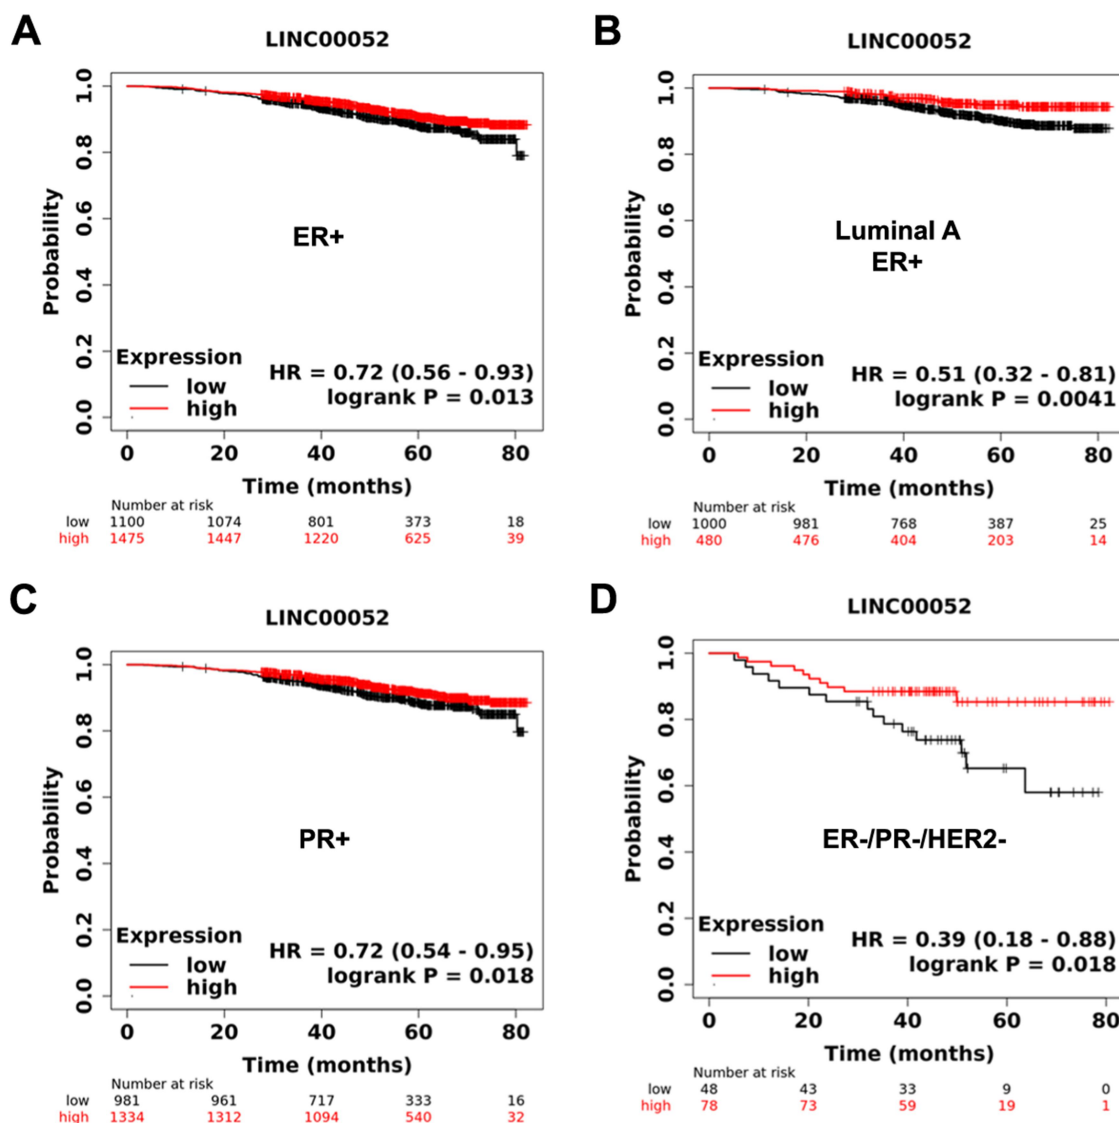 A
LINC00052
Probability
1.0
0.8
0.6
0.4
0.2
0.0
ER+
Expression
low
high
HR = 0.72 (0.56 - 0.93)
logrank P = 0.013
0 20 40 60 80
Time (months)
Number at risk
low 1100 1074 801 373 18
high 1475 1447 1220 625 39
B
LINC00052
Probability
1.0
0.8
0.6
0.4
0.2
0.0
Luminal A
ER+
Expression
low
high
HR = 0.51 (0.32 - 0.81)
logrank P = 0.0041
0 20 40 60 80
Time (months)
Number at risk
low 1000 981 768 387 25
high 480 476 404 203 14
C
LINC00052
Probability
1.0
0.8
0.6
0.4
0.2
0.0
PR+
Expression
low
high
HR = 0.72 (0.54 - 0.95)
logrank P = 0.018
0 20 40 60 80
Time (months)
Number at risk
low 981 961 717 333 16
high 1334 1312 1094 540 32
D
LINC00052
Probability
1.0
0.8
0.6
0.4
0.2
0.0
ER-/PR-/HER2-
Expression
low
high
HR = 0.39 (0.18 - 0.88)
logrank P = 0.018
0 20 40 60 80
Time (months)
Number at risk
low 48 43 33 9 0
high 78 73 59 19 1